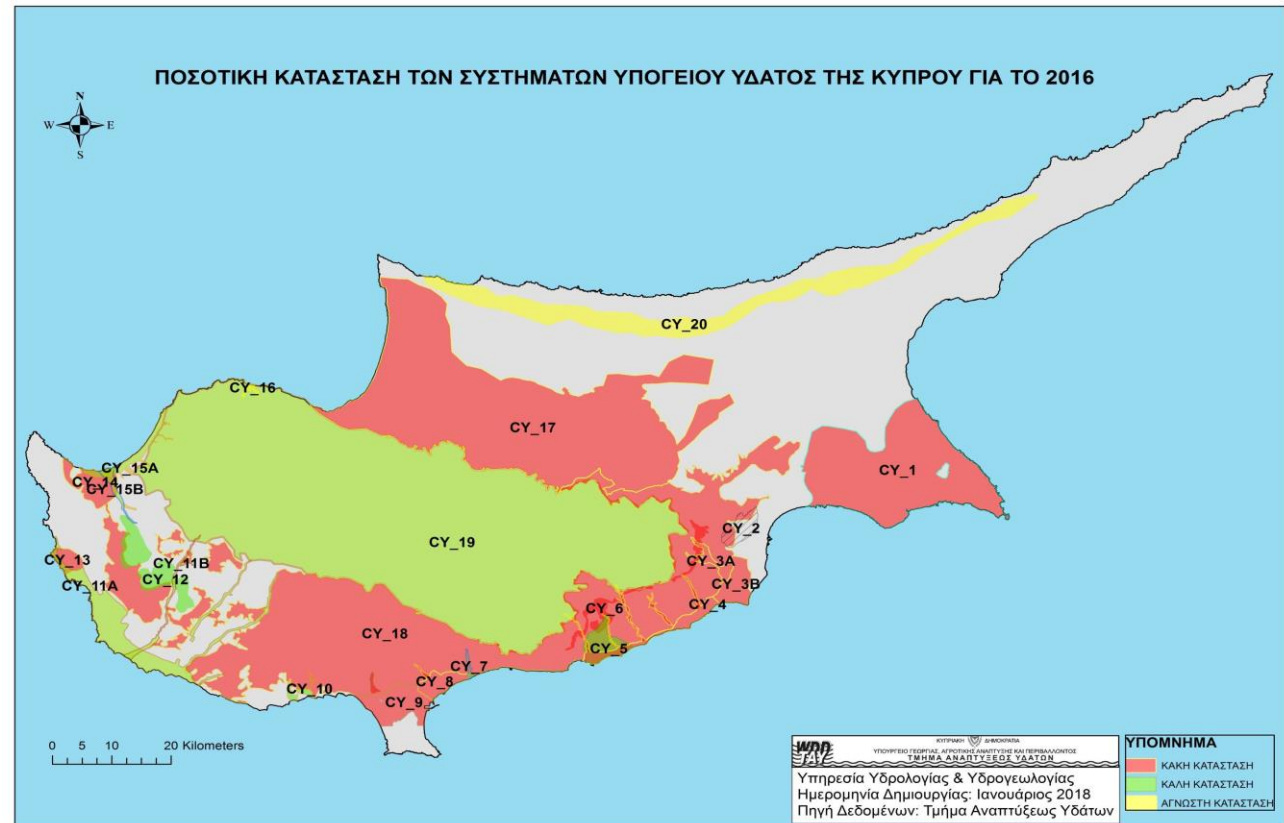 ΠΟΣΟΤΙΚΗ ΚΑΤΑΣΤΑΣΗ ΤΩΝ ΣΥΣΤΗΜΑΤΩΝ ΥΠΟΓΕΙΟΥ ΥΔΑΤΟΣ ΤΗΣ ΚΥΠΡΟΥ ΓΙΑ ΤΟ 2016
N
W E
S
CY_20
CY_16
CY_17
CY_1
CY_15A
CY_14
CY_15B
CY_2
CY_19
CY_13
CY_11B
CY_3A
CY_12
CY_11A
CY_3B
CY_4
CY_6
CY_18
CY_5
CY_7
CY_8
CY_10
CY_9
0 5 10 20 Kilometers
WDD
ΤΑΥ
ΚΥΠΡΙΑΚΗ ΔΗΜΟΚΡΑΤΙΑ
ΥΠΟΥΡΓΕΙΟ ΓΕΩΡΓΙΑΣ, ΑΓΡΟΤΙΚΗΣ ΑΝΑΠΤΥΞΗΣ ΚΑΙ ΠΕΡΙΒΑΛΛΟΝΤΟΣ
ΤΜΗΜΑ ΑΝΑΠΤΥΞΕΩΣ ΥΔΑΤΩΝ
Υπηρεσία Υδρολογίας & Υδρογεωλογίας
Ημερομηνία Δημιουργίας: Ιανουάριος 2018
Πηγή Δεδομένων: Τμήμα Αναπτύξεως Υδάτων
ΥΠΟΜΝΗΜΑ
ΚΑΚΗ ΚΑΤΑΣΤΑΣΗ
ΚΑΛΗ ΚΑΤΑΣΤΑΣΗ
ΑΓΝΩΣΤΗ ΚΑΤΑΣΤΑΣΗ